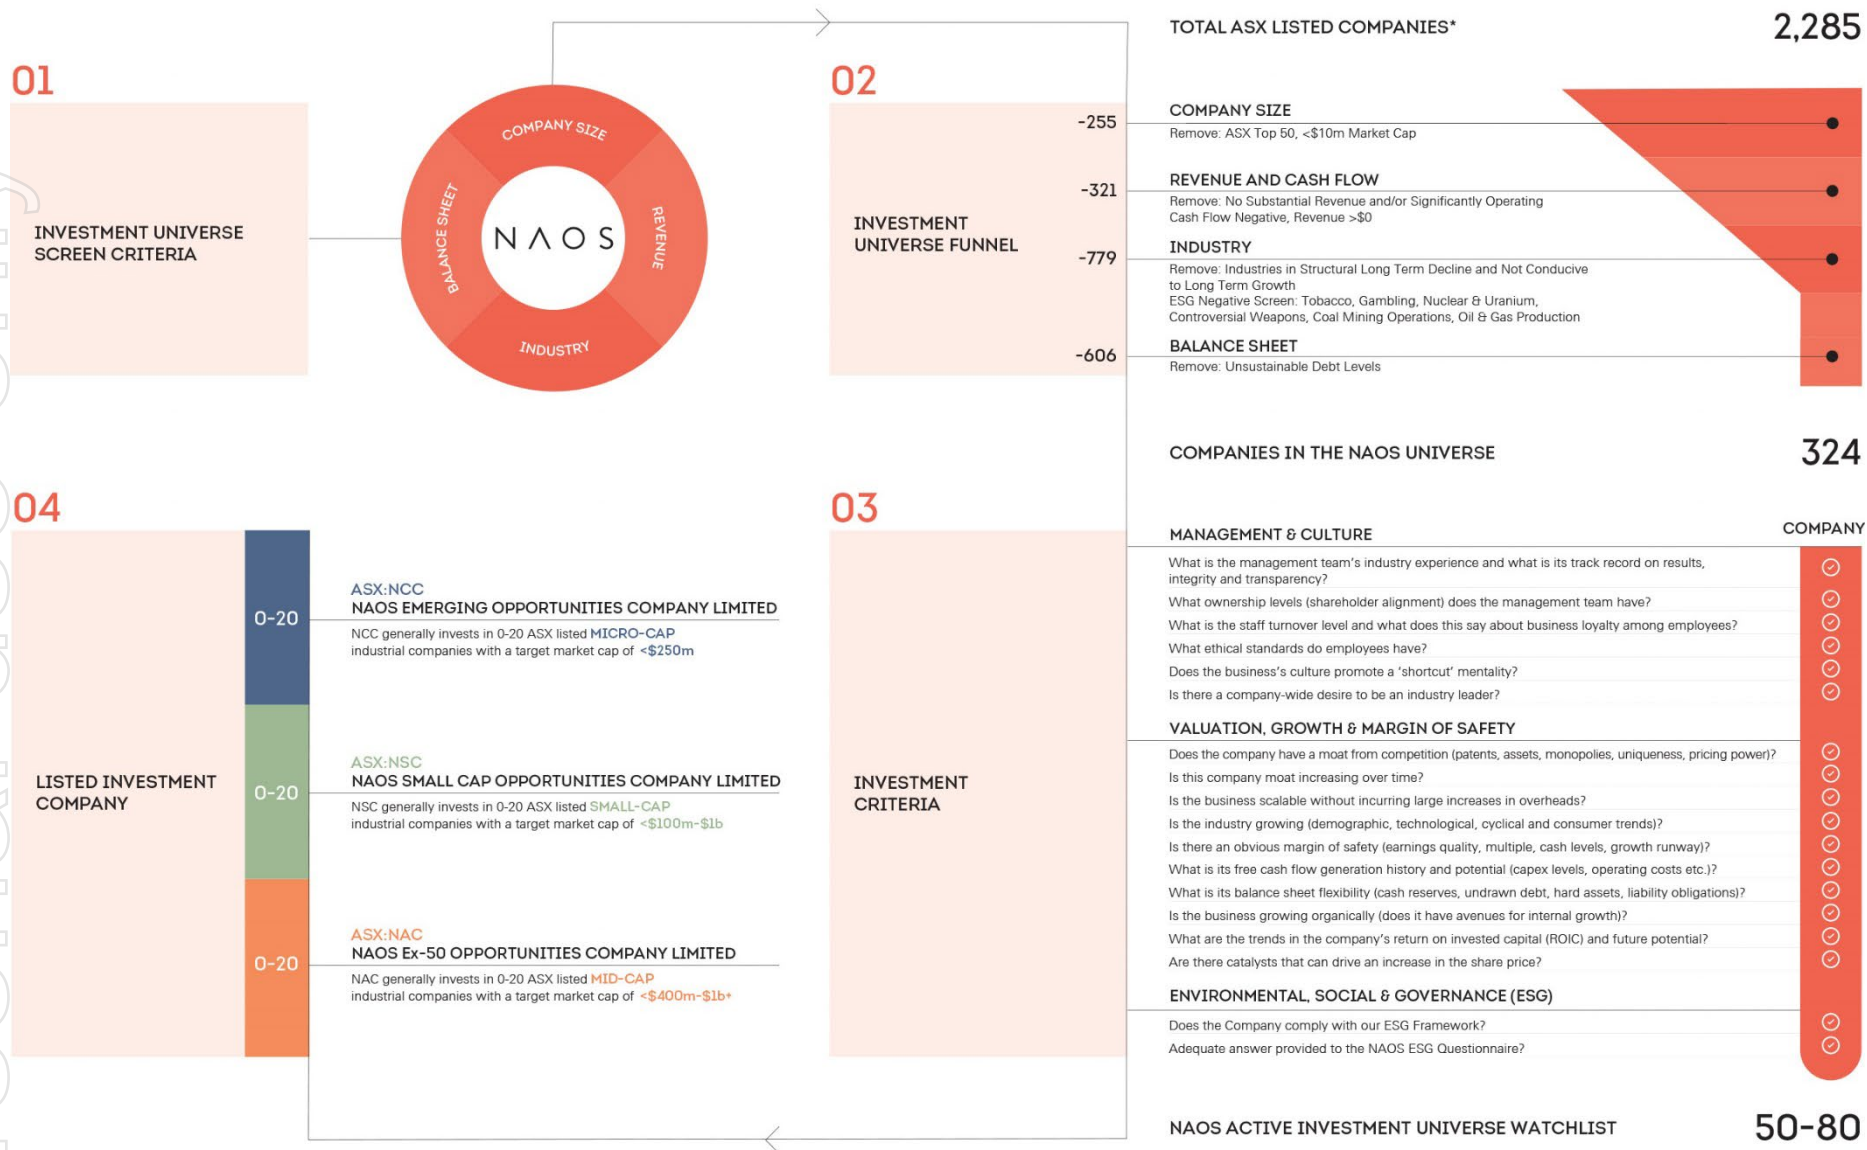 01
INVESTMENT UNIVERSE
SCREEN CRITERIA
COMPANY SIZE
REVENUE
INDUSTRY
BALANCE SHEET
NAOS
02
INVESTMENT
UNIVERSE FUNNEL
TOTAL ASX LISTED COMPANIES* 2,285
-255
COMPANY SIZE
Remove: ASX Top 50, <$10m Market Cap
-321
REVENUE AND CASH FLOW
Remove: No Substantial Revenue and/or Significantly Operating
Cash Flow Negative, Revenue >$0
-779
INDUSTRY
Remove: Industries in Structural Long Term Decline and Not Conducive
to Long Term Growth
ESG Negative Screen: Tobacco, Gambling, Nuclear & Uranium,
Controversial Weapons, Coal Mining Operations, Oil & Gas Production
-606
BALANCE SHEET
Remove: Unsustainable Debt Levels
COMPANIES IN THE NAOS UNIVERSE 324
03
INVESTMENT
CRITERIA
COMPANY
MANAGEMENT & CULTURE
What is the management team's industry experience and what is its track record on results,
integrity and transparency?
What ownership levels (shareholder alignment) does the management team have?
What is the staff turnover level and what does this say about business loyalty among employees?
What ethical standards do employees have?
Does the business's culture promote a 'shortcut' mentality?
Is there a company-wide desire to be an industry leader?
VALUATION, GROWTH & MARGIN OF SAFETY
Does the company have a moat from competition (patents, assets, monopolies, uniqueness, pricing power)?
Is this company moat increasing over time?
Is the business scalable without incurring large increases in overheads?
Is the industry growing (demographic, technological, cyclical and consumer trends)?
Is there an obvious margin of safety (earnings quality, multiple, cash levels, growth runway)?
What is its free cash flow generation history and potential (capex levels, operating costs etc.)?
What is its balance sheet flexibility (cash reserves, undrawn debt, hard assets, liability obligations)?
Is the business growing organically (does it have avenues for internal growth)?
What are the trends in the company's return on invested capital (ROIC) and future potential?
Are there catalysts that can drive an increase in the share price?
ENVIRONMENTAL, SOCIAL & GOVERNANCE (ESG)
Does the Company comply with our ESG Framework?
Adequate answer provided to the NAOS ESG Questionnaire?
NAOS ACTIVE INVESTMENT UNIVERSE WATCHLIST 50-80
04
LISTED INVESTMENT
COMPANY
0-20
ASX:NCC
NAOS EMERGING OPPORTUNITIES COMPANY LIMITED
NCC generally invests in 0-20 ASX listed MICRO-CAP
industrial companies with a target market cap of <$250m
0-20
ASX:NSC
NAOS SMALL CAP OPPORTUNITIES COMPANY LIMITED
NSC generally invests in 0-20 ASX listed SMALL-CAP
industrial companies with a target market cap of <$100m-$1b
0-20
ASX:NAC
NAOS Ex-50 OPPORTUNITIES COMPANY LIMITED
NAC generally invests in 0-20 ASX listed MID-CAP
industrial companies with a target market cap of <$400m-$1b+